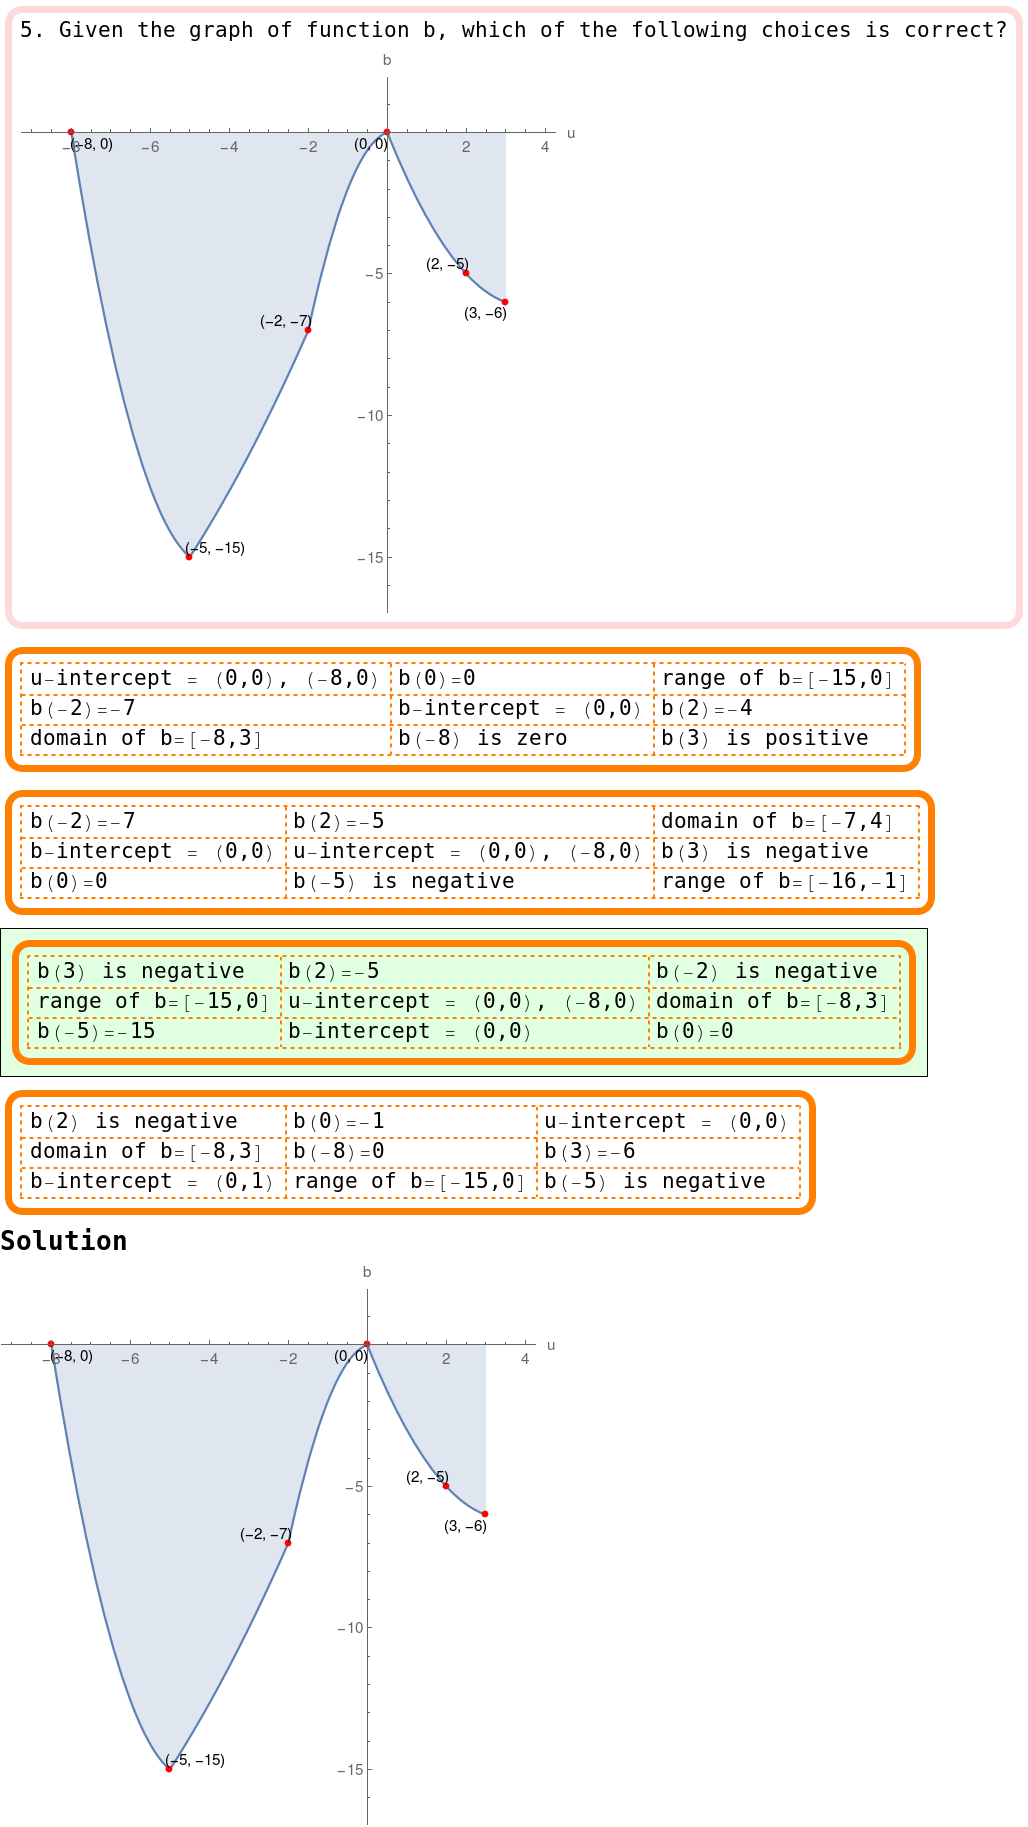 5. Given the graph of function b, which of the following choices is correct?
b
u
−8 −6 −4 −2 2 4
(−8, 0) (0, 0)
(2, −5)
−5
(3, −6)
(−2, −7)
−10
(−5, −15)
−15
u-intercept = (0,0), (-8,0) b(0)=0 range of b=[-15,0]
b(-2)=-7 b-intercept = (0,0) b(2)=-4
domain of b=[-8,3] b(-8) is zero b(3) is positive
b(-2)=-7 b(2)=-5 domain of b=[-7,4]
b-intercept = (0,0) u-intercept = (0,0), (-8,0) b(3) is negative
b(0)=0 b(-5) is negative range of b=[-16,-1]
b(3) is negative b(2)=-5 b(-2) is negative
range of b=[-15,0] u-intercept = (0,0), (-8,0) domain of b=[-8,3]
b(-5)=-15 b-intercept = (0,0) b(0)=0
b(2) is negative b(0)=-1 u-intercept = (0,0)
domain of b=[-8,3] b(-8)=0 b(3)=-6
b-intercept = (0,1) range of b=[-15,0] b(-5) is negative
Solution
b
u
−8 −6 −4 −2 2 4
(−8, 0) (0, 0)
(2, −5)
−5
(3, −6)
(−2, −7)
−10
(−5, −15)
−15